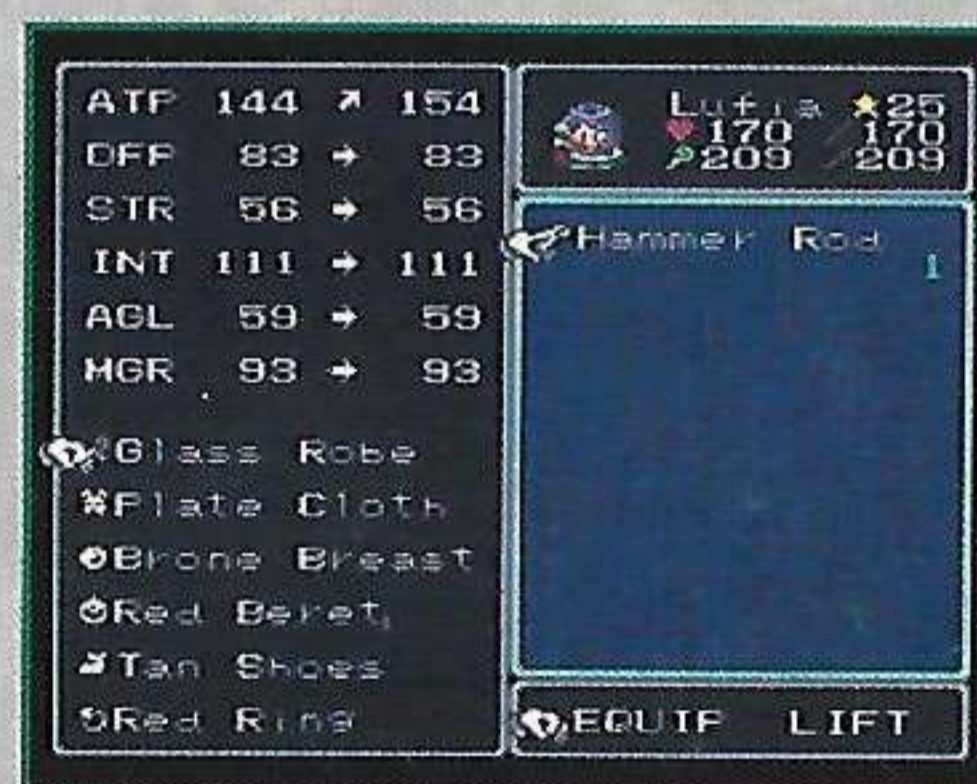 ATP 144 ↗ 154
DFP 83 → 83
STR 56 → 56
INT 111 → 111
AGL 59 → 59
MGR 93 → 93
Glass Robe
Plate Cloth
Brone Breast
Red Beret
Tan Shoes
Red Ring
Lufia ★25
170 170
209 209
Hammer Rod
1
EQUIP LIFT